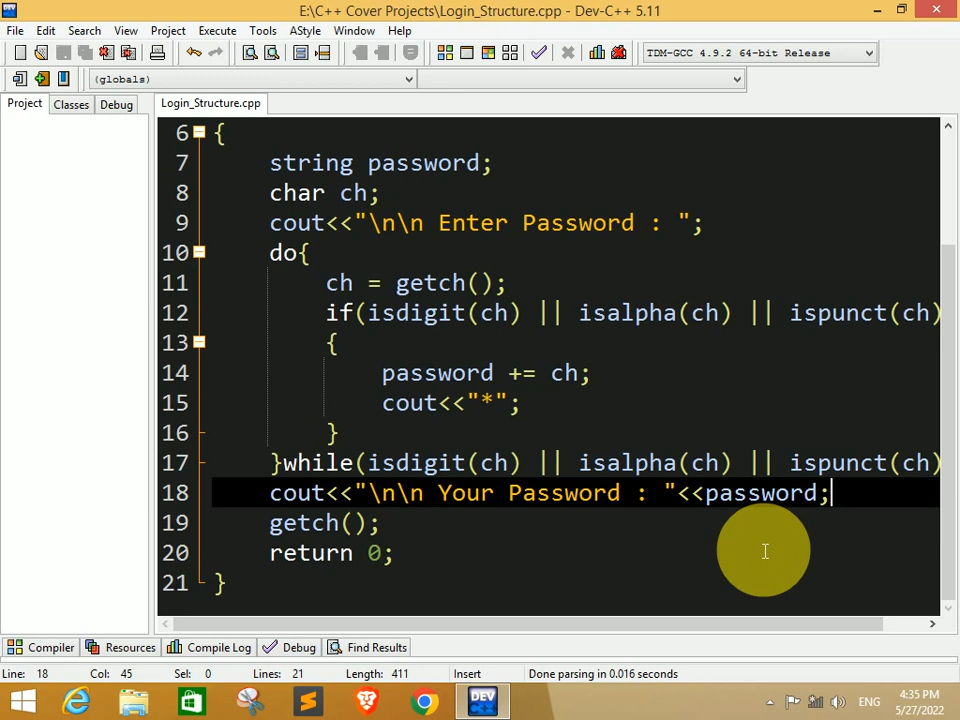 E:\C++ Cover Projects\Login_Structure.cpp - Dev-C++ 5.11
File Edit Search View Project Execute Tools AStyle Window Help
TDM-GCC 4.9.2 64-bit Release
(globals)
Project Classes Debug Login_Structure.cpp
6 {
7 string password;
8 char ch;
9 cout<<"\n\n Enter Password : ";
10 do{
11 ch = getch();
12 if(isdigit(ch) || isalpha(ch) || ispunct(ch)
13 {
14 password += ch;
15 cout<<"*";
16 }
17 }while(isdigit(ch) || isalpha(ch) || ispunct(ch)
18 cout<<"\n\n Your Password : "<<password;
19 getch();
20 return 0;
21 }
Compiler Resources Compile Log Debug Find Results
Line: 18 Col: 45 Sel: 0 Lines: 21 Length: 411 Insert Done parsing in 0.016 seconds
DEV C++
ENG
4:35 PM
5/27/2022